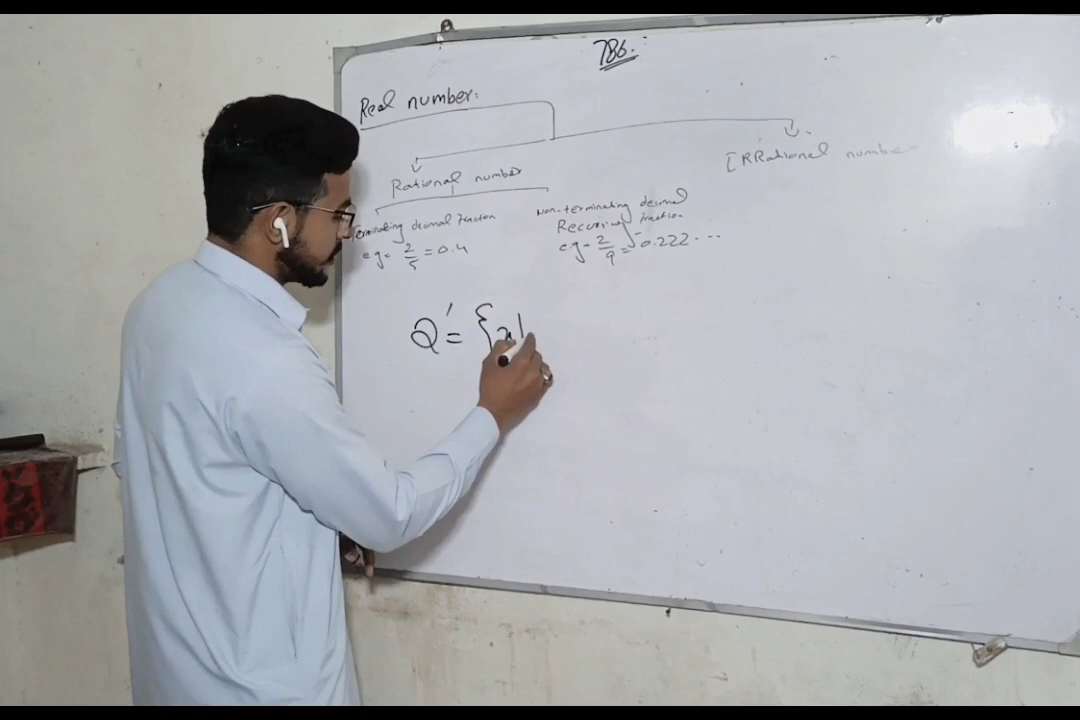 786.
Real number:
Rational number
IRRational number
Terminating decimal fraction
e.g. 2/5 = 0.4
Non-terminating decimal
Recurring fraction
e.g - 2/9 = 0.222...
Q' = {x|